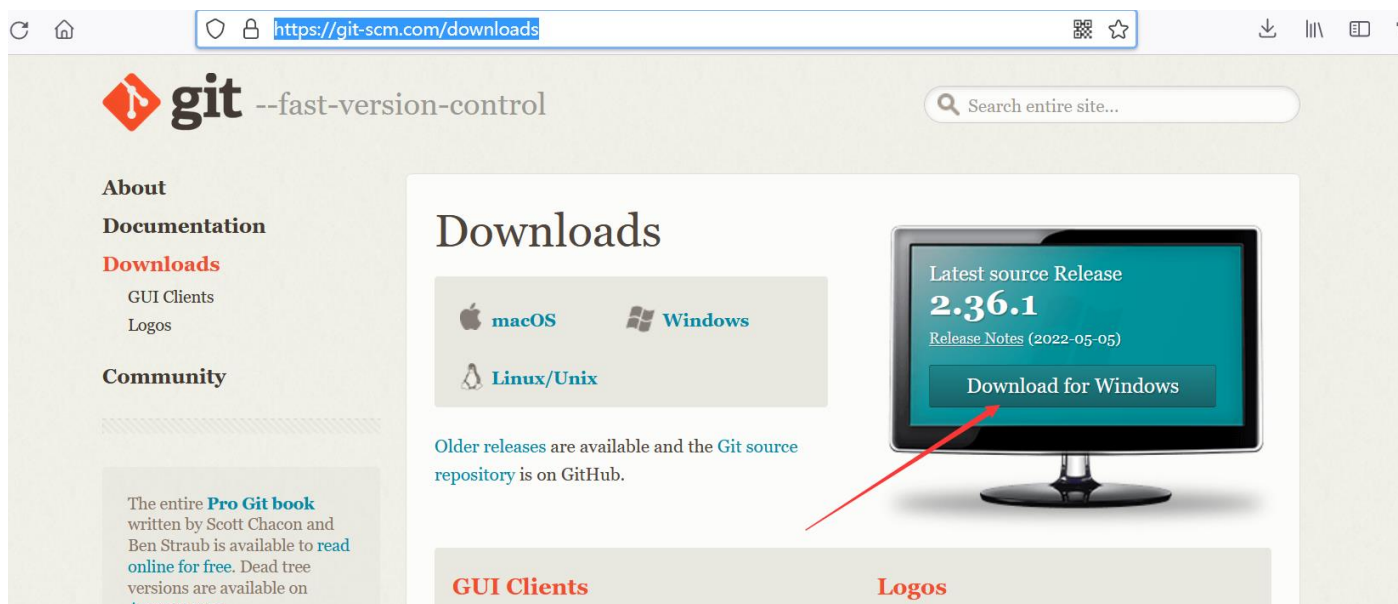 https://git-scm.com/downloads
git --fast-version-control
Search entire site...
About
Documentation
Downloads
GUI Clients
Logos
Community
The entire Pro Git book
written by Scott Chacon and
Ben Straub is available to read
online for free. Dead tree
versions are available on
Downloads
macOS
Windows
Linux/Unix
Older releases are available and the Git source
repository is on GitHub.
Latest source Release
2.36.1
Release Notes (2022-05-05)
Download for Windows
GUI Clients
Logos